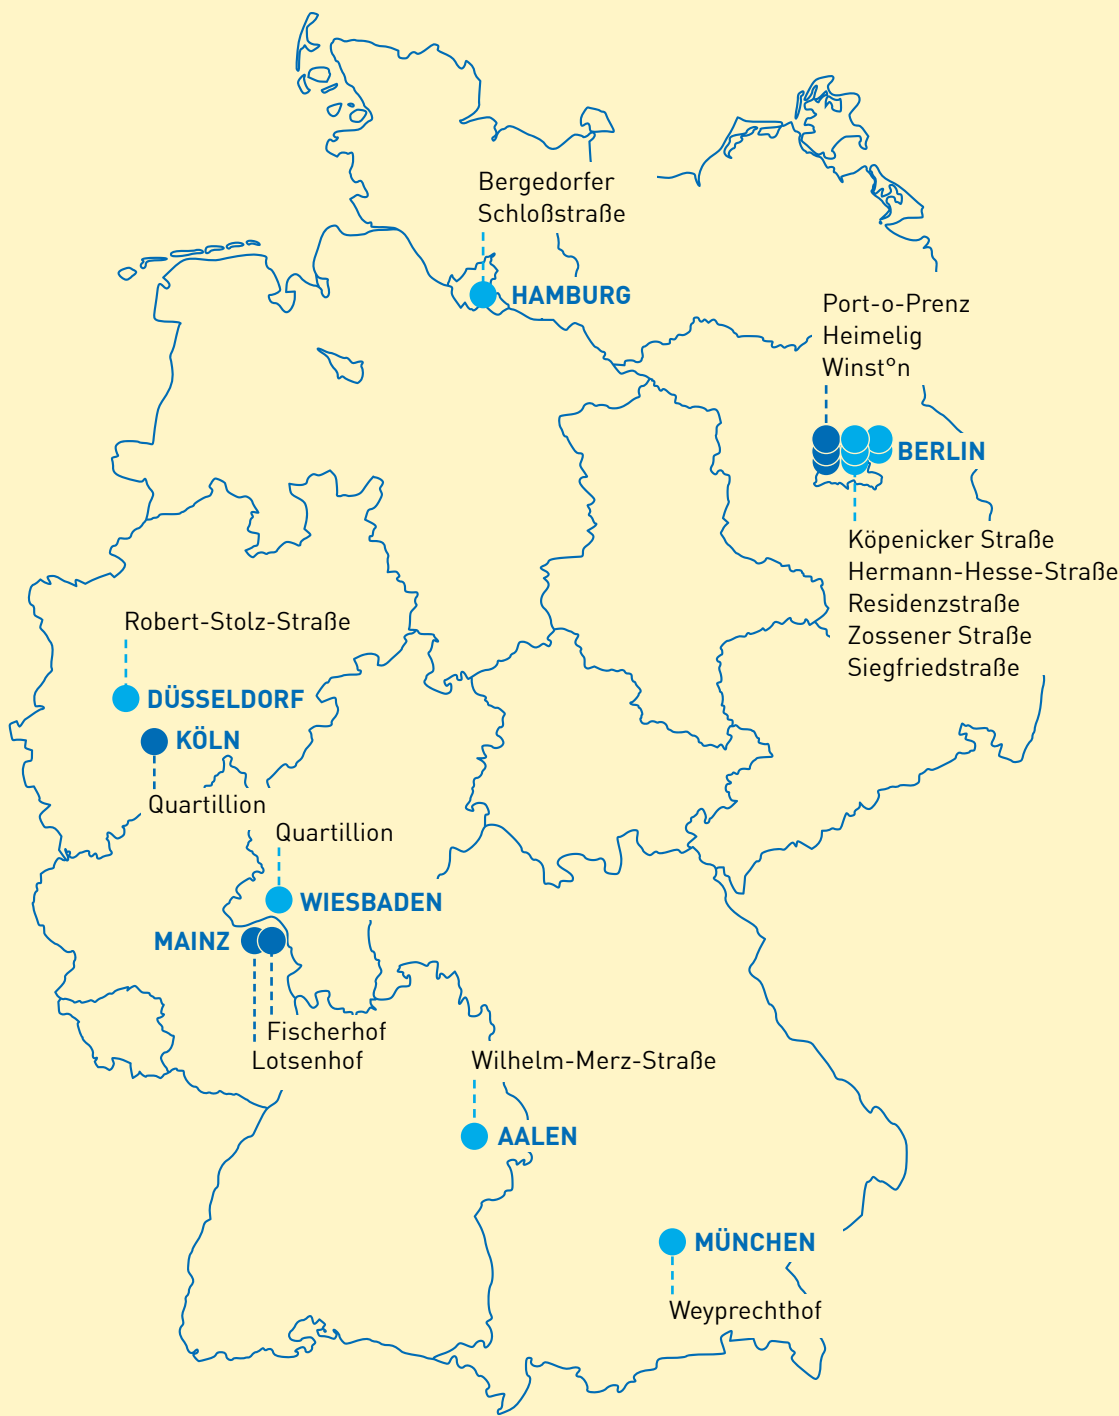 Bergedorfer
Schloßstraße
HAMBURG
Port-o-Prenz
Heimelig
Winst°n
BERLIN
Köpenicker Straße
Hermann-Hesse-Straße
Residenzstraße
Zossener Straße
Siegfriedstraße
Robert-Stolz-Straße
DÜSSELDORF
KÖLN
Quartillion
Quartillion
WIESBADEN
MAINZ
Fischerhof
Lotsenhof
Wilhelm-Merz-Straße
AALEN
MÜNCHEN
Weyprechthof